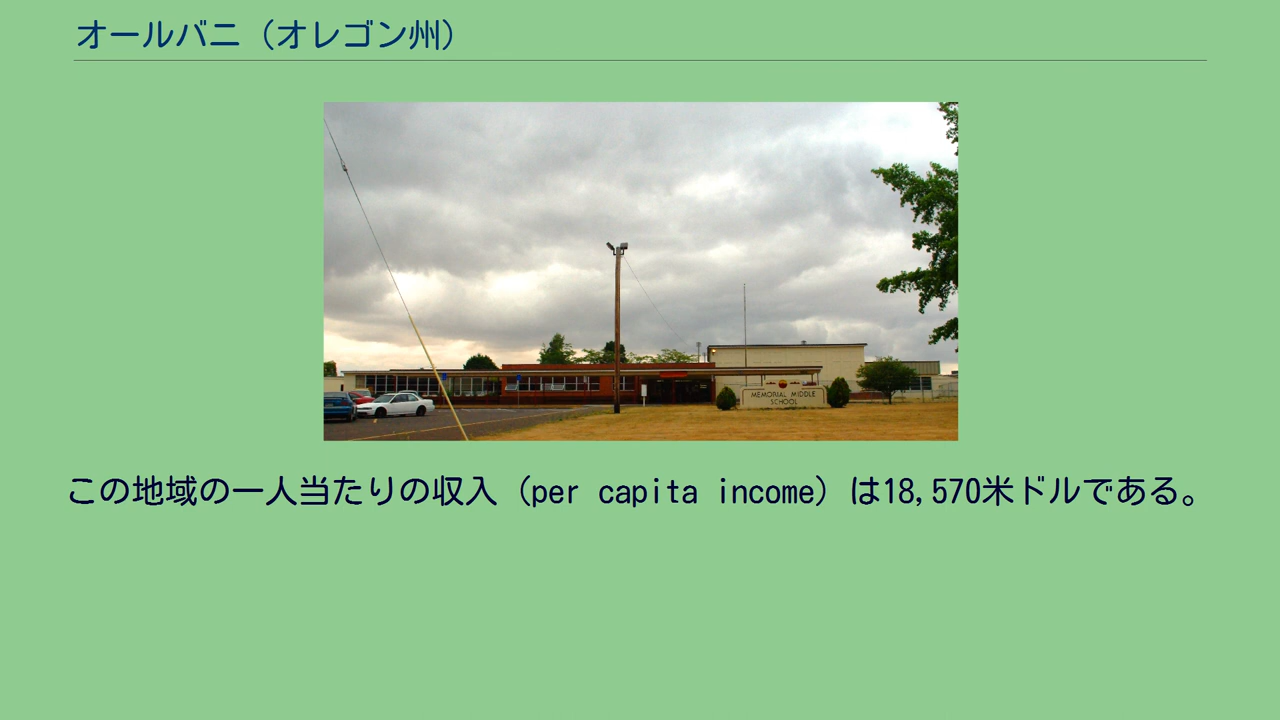 オールバニ（オレゴン州）
MEMORIAL MIDDLE
SCHOOL
この地域の一人当たりの収入（per capita income）は18,570米ドルである。